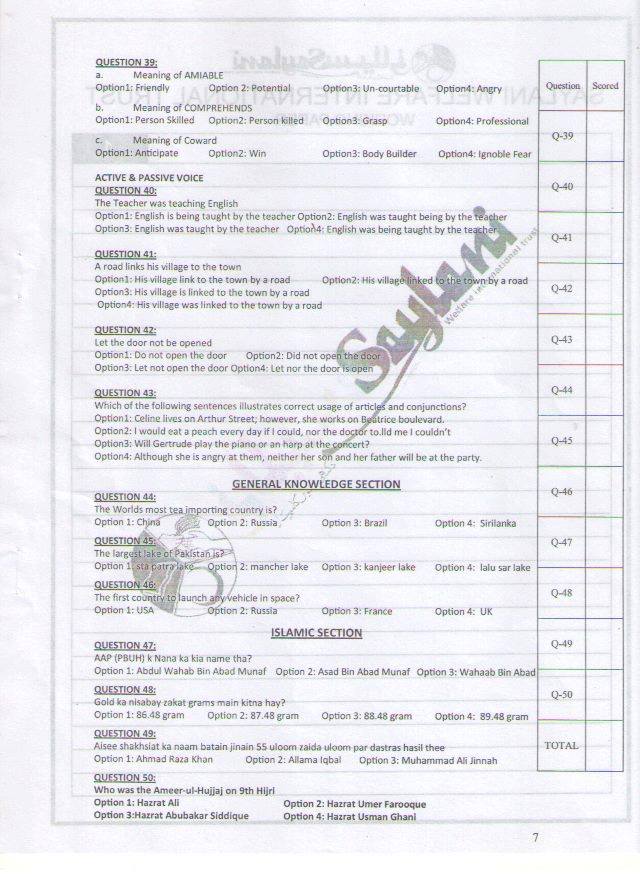 QUESTION 39:
a. Meaning of AMIABLE
Option1: Friendly Option 2: Potential Option3: Un-courtable Option4: Angry
b. Meaning of COMPREHENDS
Option1: Person Skilled Option2: Person killed Option3: Grasp Option4: Professional
c. Meaning of Coward
Option1: Anticipate Option2: Win Option3: Body Builder Option4: Ignoble Fear
ACTIVE & PASSIVE VOICE
QUESTION 40:
The Teacher was teaching English
Option1: English is being taught by the teacher Option2: English was taught being by the teacher
Option3: English was taught by the teacher Option4: English was being taught by the teacher
QUESTION 41:
A road links his village to the town
Option1: His village link to the town by a road Option2: His village linked to the town by a road
Option3: His village is linked to the town by a road
Option4: His village was linked to the town by a road
QUESTION 42:
Let the door not be opened
Option1: Do not open the door Option2: Did not open the door
Option3: Let not open the door Option4: Let nor the door is open
QUESTION 43:
Which of the following sentences illustrates correct usage of articles and conjunctions?
Option1: Celine lives on Arthur Street; however, she works on Beatrice boulevard.
Option2: I would eat a peach every day if I could, nor the doctor to.lld me I couldn't
Option3: Will Gertrude play the piano or an harp at the concert?
Option4: Although she is angry at them, neither her son and her father will be at the party.
GENERAL KNOWLEDGE SECTION
QUESTION 44:
The Worlds most tea importing country is?
Option 1: China Option 2: Russia Option 3: Brazil Option 4: Sirilanka
QUESTION 45:
The largest lake of Pakistan is?
Option 1: sta patra lake Option 2: mancher lake Option 3: kanjeer lake Option 4: lalu sar lake
QUESTION 46:
The first country to launch any vehicle in space?
Option 1: USA Option 2: Russia Option 3: France Option 4: UK
ISLAMIC SECTION
QUESTION 47:
AAP (PBUH) k Nana ka kia name tha?
Option 1: Abdul Wahab Bin Abad Munaf Option 2: Asad Bin Abad Munaf Option 3: Wahaab Bin Abad
QUESTION 48:
Gold ka nisabay zakat grams main kitna hay?
Option 1: 86.48 gram Option 2: 87.48 gram Option 3: 88.48 gram Option 4: 89.48 gram
QUESTION 49:
Aisee shakhsiat ka naam batain jinain 55 uloom zaida uloom par dastras hasil thee
Option 1: Ahmad Raza Khan Option 2: Allama Iqbal Option 3: Muhammad Ali Jinnah
QUESTION 50:
Who was the Ameer-ul-Hujjaj on 9th Hijri
Option 1: Hazrat Ali Option 2: Hazrat Umer Farooque
Option 3:Hazrat Abubakar Siddique Option 4: Hazrat Usman Ghani
Question Scored
Q-39
Q-40
Q-41
Q-42
Q-43
Q-44
Q-45
Q-46
Q-47
Q-48
Q-49
Q-50
TOTAL
Saylani
Welfare international trust
7